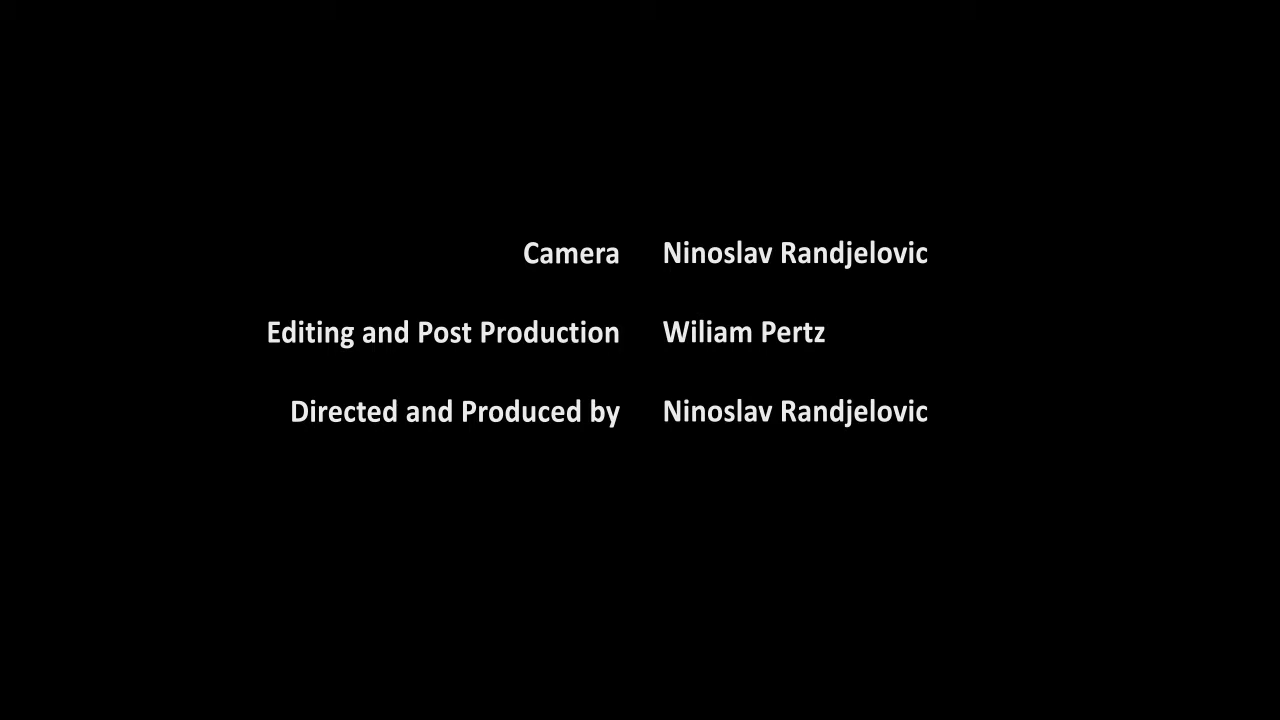 Camera Ninoslav Randjelovic
Editing and Post Production Wiliam Pertz
Directed and Produced by Ninoslav Randjelovic